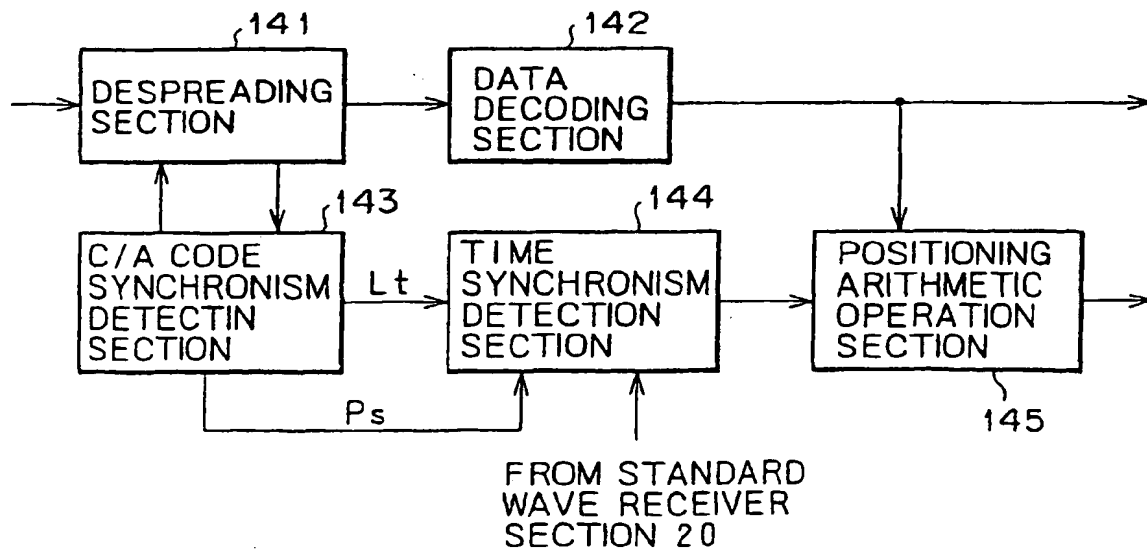 141
DESPREADING
SECTION
142
DATA
DECODING
SECTION
143
C/A CODE
SYNCHRONISM
DETECTIN
SECTION
Lt
144
TIME
SYNCHRONISM
DETECTION
SECTION
POSITIONING
ARITHMETIC
OPERATION
SECTION
145
Ps
FROM STANDARD
WAVE RECEIVER
SECTION 20